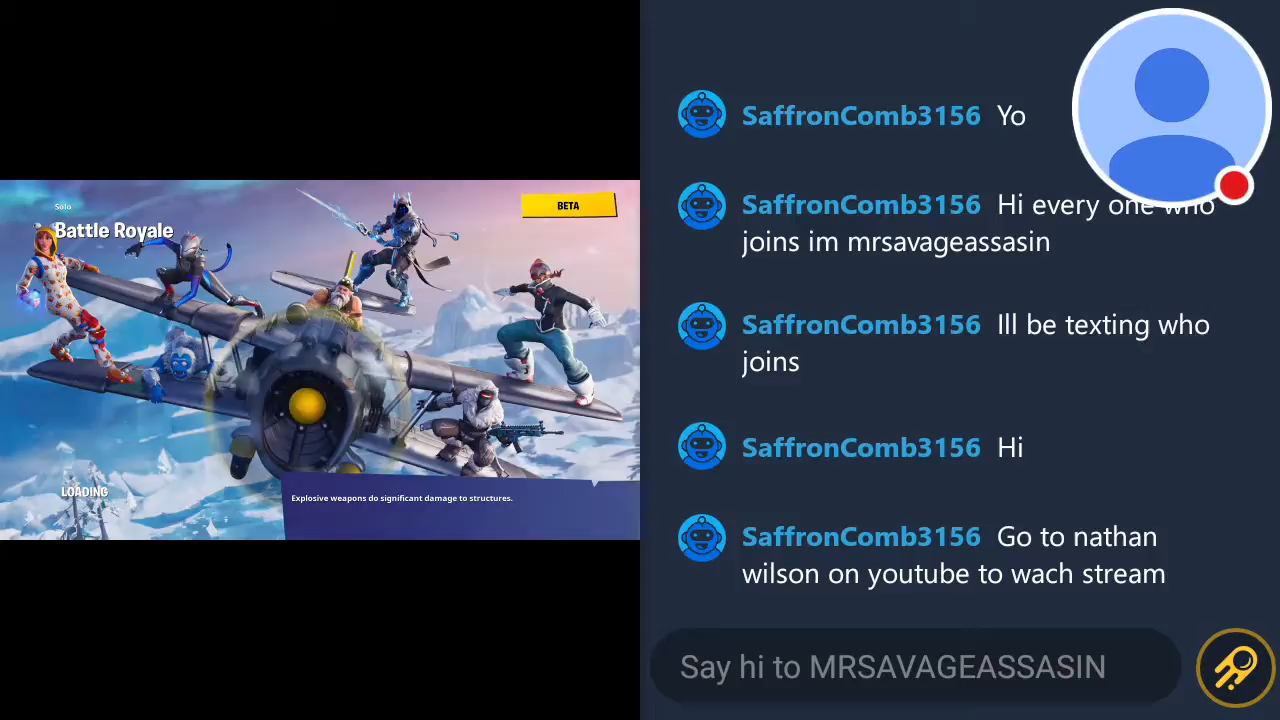 Solo
Battle Royale
BETA
LOADING
Explosive weapons do significant damage to structures.
SaffronComb3156 Yo
SaffronComb3156 Hi every one who
joins im mrsavageassasin
SaffronComb3156 Ill be texting who
joins
SaffronComb3156 Hi
SaffronComb3156 Go to nathan
wilson on youtube to wach stream
Say hi to MRSAVAGEASSASIN